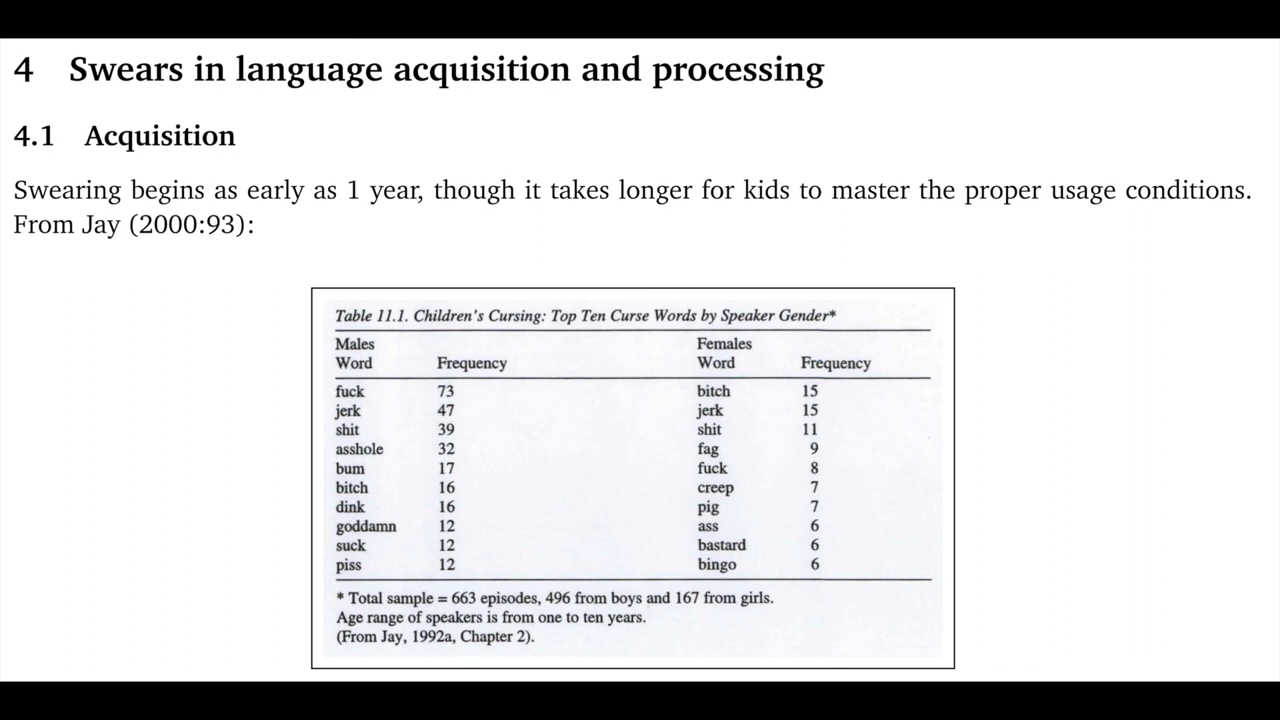 4 Swears in language acquisition and processing
4.1 Acquisition
Swearing begins as early as 1 year, though it takes longer for kids to master the proper usage conditions.
From Jay (2000:93):
Table 11.1. Children's Cursing: Top Ten Curse Words by Speaker Gender*
Males Females
Word Frequency Word Frequency
fuck 73 bitch 15
jerk 47 jerk 15
shit 39 shit 11
asshole 32 fag 9
bum 17 fuck 8
bitch 16 creep 7
dink 16 pig 7
goddamn 12 ass 6
suck 12 bastard 6
piss 12 bingo 6
* Total sample = 663 episodes, 496 from boys and 167 from girls.
Age range of speakers is from one to ten years.
(From Jay, 1992a, Chapter 2).